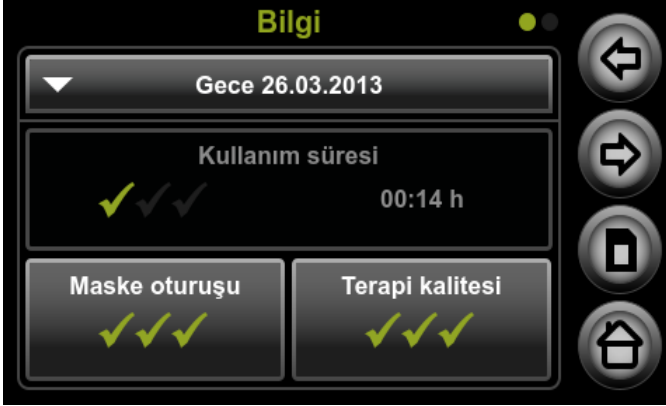 Bilgi
Gece 26.03.2013
Kullanım süresi
00:14 h
Maske oturuşu
Terapi kalitesi